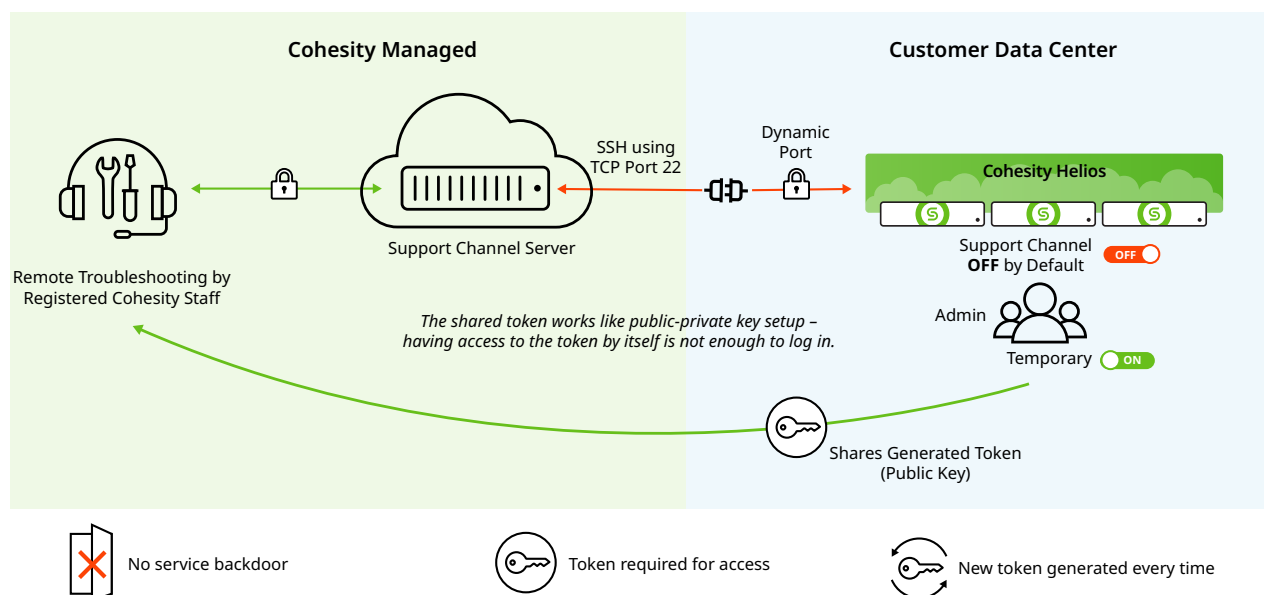 Cohesity Managed
Customer Data Center
SSH using
TCP Port 22
Dynamic
Port
Cohesity Helios
Support Channel Server
Support Channel
OFF by Default
OFF
Remote Troubleshooting by
Registered Cohesity Staff
Admin
The shared token works like public-private key setup –
having access to the token by itself is not enough to log in.
Temporary
ON
Shares Generated Token
(Public Key)
No service backdoor
Token required for access
New token generated every time